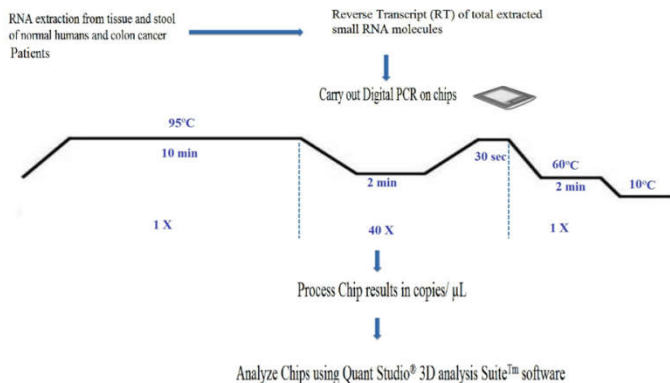 RNA extraction from tissue and stool
of normal humans and colon cancer
Patients
Reverse Transcript (RT) of total extracted
small RNA molecules
Carry out Digital PCR on chips
95°C
10 min
2 min
30 sec
60°C
2 min
10°C
1 X
40 X
1 X
Process Chip results in copies/ µL
Analyze Chips using Quant Studio® 3D analysis Suite™ software